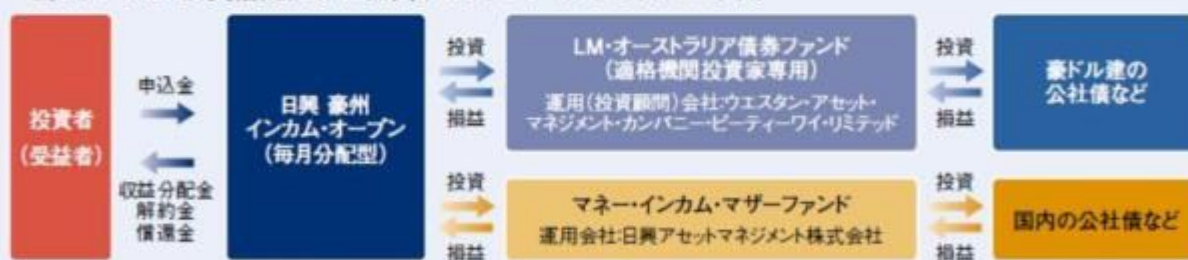 投資者
(受益者)
申込金
収益分配金
解約金
償還金
日興 豪州
インカム・オープン
(毎月分配型)
投資
損益
LM・オーストラリア債券ファンド
(適格機関投資家専用)
運用(投資顧問)会社:ウエスタン・アセット・
マネジメント・カンパニー・ピーティーワイ・リミテッド
投資
損益
豪ドル建の
公社債など
投資
損益
マネー・インカム・マザーファンド
運用会社:日興アセットマネジメント株式会社
投資
損益
国内の公社債など